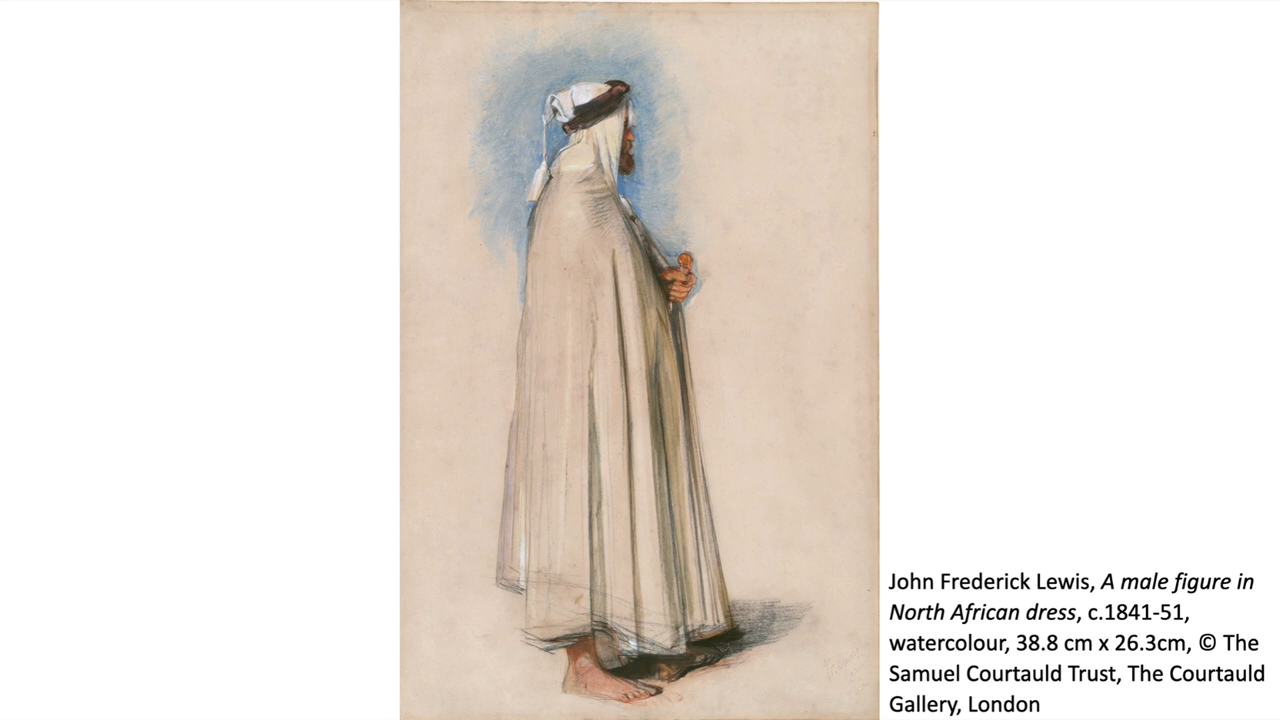 John Frederick Lewis, A male figure in
North African dress, c.1841-51,
watercolour, 38.8 cm x 26.3cm, © The
Samuel Courtauld Trust, The Courtauld
Gallery, London